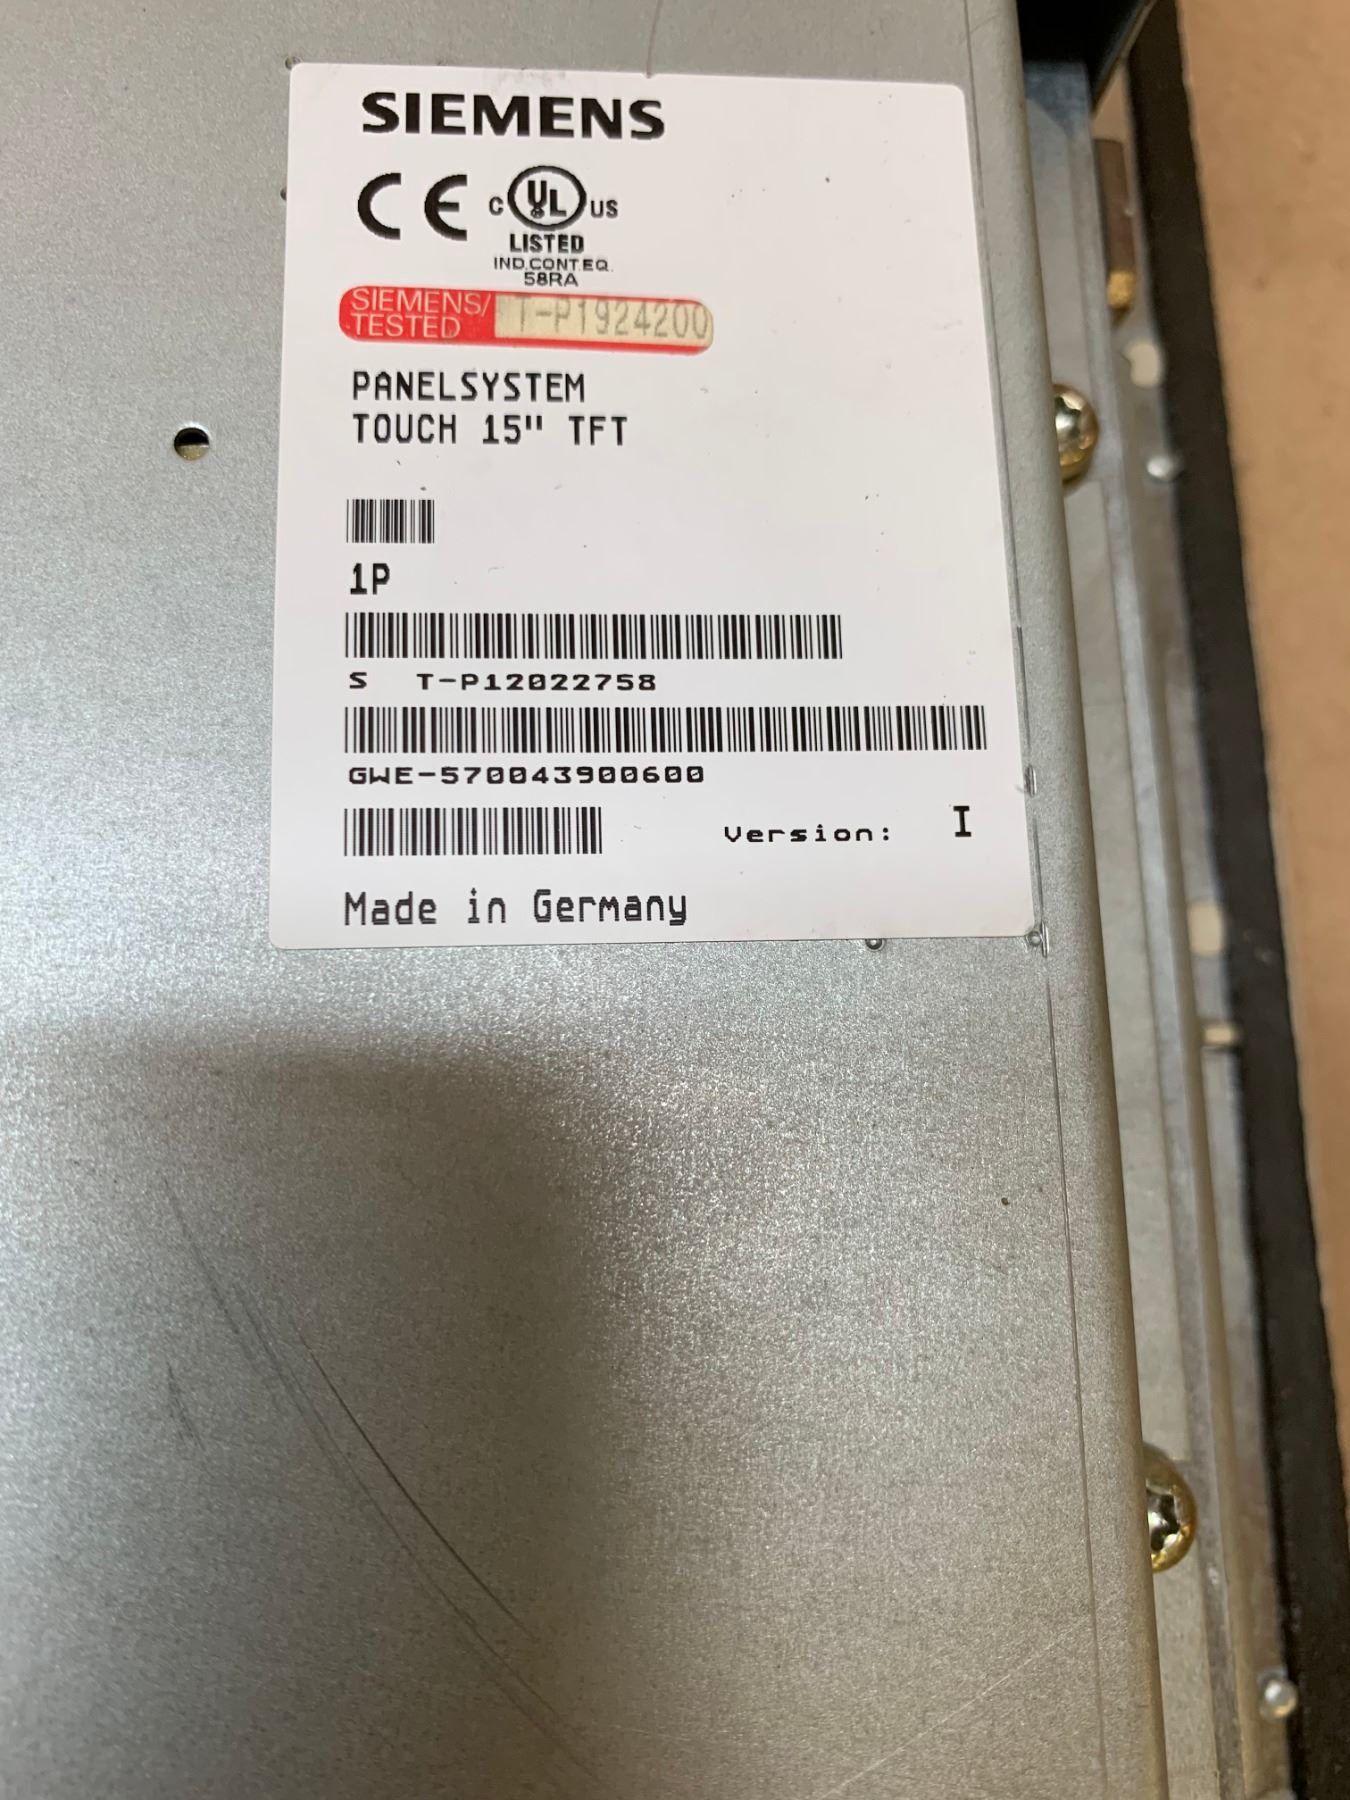 SIEMENS
CE C UL US
LISTED
IND.CONT.EQ.
58RA
SIEMENS/
TESTED T-P1924200
PANELSYSTEM
TOUCH 15" TFT
1P
S T-P12022758
GWE-570043900600
Version: I
Made in Germany